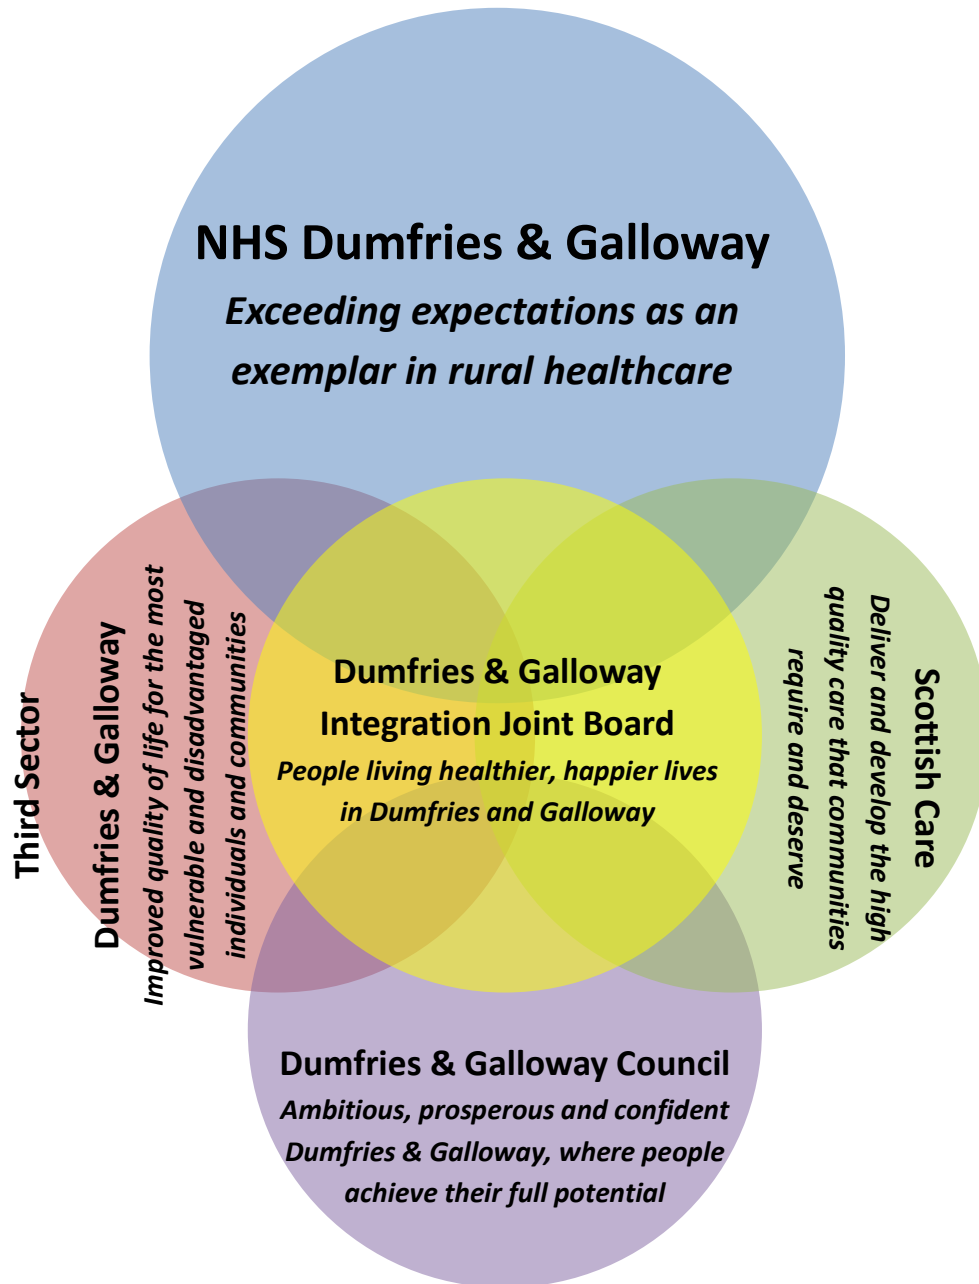 NHS Dumfries & Galloway
Exceeding expectations as an
exemplar in rural healthcare
Third Sector
Dumfries & Galloway
Improved quality of life for the most
vulnerable and disadvantaged
individuals and communities
Dumfries & Galloway
Integration Joint Board
People living healthier, happier lives
in Dumfries and Galloway
Scottish Care
Deliver and develop the high
quality care that communities
require and deserve
Dumfries & Galloway Council
Ambitious, prosperous and confident
Dumfries & Galloway, where people
achieve their full potential